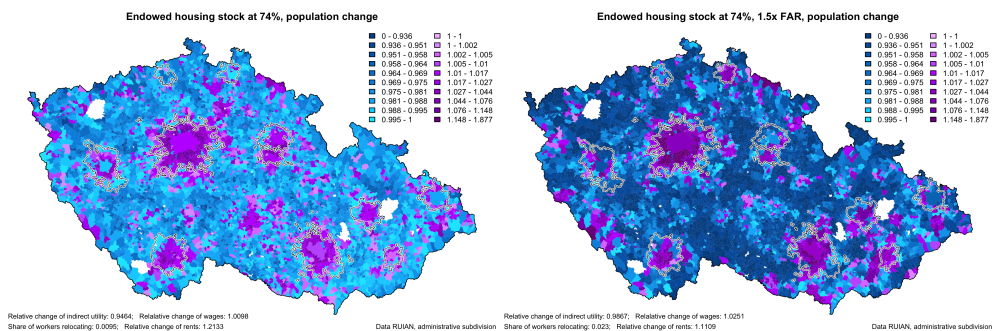 Endowed housing stock at 74%, population change
0 - 0.936
0.936 - 0.951
0.951 - 0.958
0.958 - 0.964
0.964 - 0.969
0.969 - 0.975
0.975 - 0.981
0.981 - 0.988
0.988 - 0.995
0.995 - 1
1 - 1
1 - 1.002
1.002 - 1.005
1.005 - 1.01
1.01 - 1.017
1.017 - 1.027
1.027 - 1.044
1.044 - 1.076
1.076 - 1.148
1.148 - 1.877
Relative change of indirect utility: 0.9464; Relalative change of wages: 1.0098
Share of workers relocating: 0.0095; Relative change of rents: 1.2133
Data RUIAN, administrative subdivision
Endowed housing stock at 74%, 1.5x FAR, population change
0 - 0.936
0.936 - 0.951
0.951 - 0.958
0.958 - 0.964
0.964 - 0.969
0.969 - 0.975
0.975 - 0.981
0.981 - 0.988
0.988 - 0.995
0.995 - 1
1 - 1
1 - 1.002
1.002 - 1.005
1.005 - 1.01
1.01 - 1.017
1.017 - 1.027
1.027 - 1.044
1.044 - 1.076
1.076 - 1.148
1.148 - 1.877
Relative change of indirect utility: 0.9867; Relalative change of wages: 1.0251
Share of workers relocating: 0.023; Relative change of rents: 1.1109
Data RUIAN, administrative subdivision